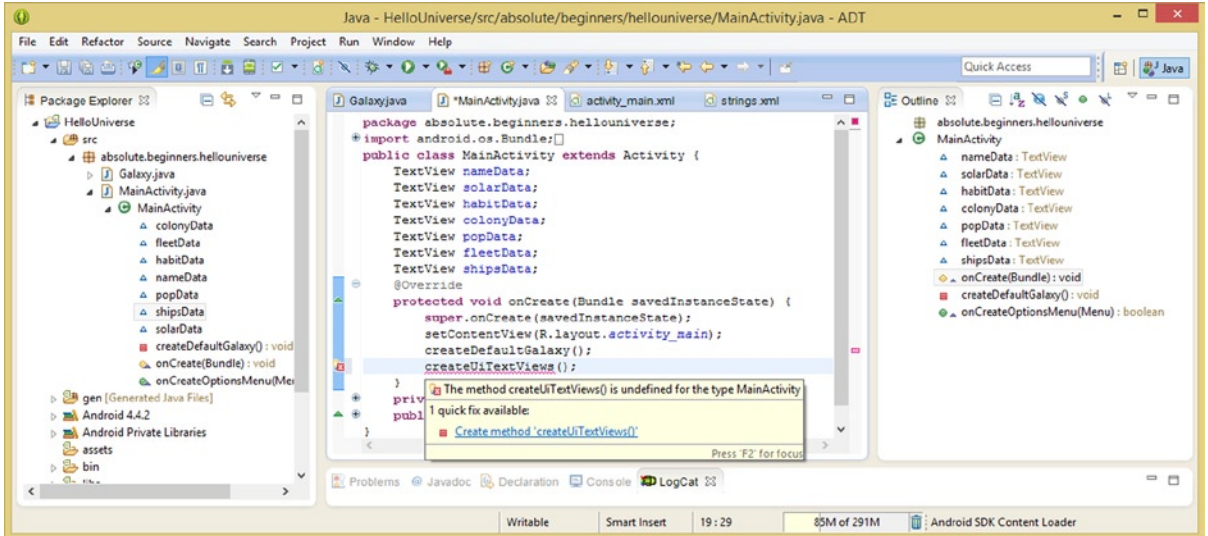 Java - HelloUniverse/src/absolute/beginners/hellouniverse/MainActivity.java - ADT
File Edit Refactor Source Navigate Search Project Run Window Help
Quick Access
Java
Package Explorer
HelloUniverse
src
absolute.beginners.hellouniverse
Galaxy.java
MainActivity.java
MainActivity
colonyData
fleetData
habitData
nameData
popData
shipsData
solarData
createDefaultGalaxy() : void
onCreate(Bundle) : void
onCreateOptionsMenu(Mer
gen [Generated Java Files]
Android 4.4.2
Android Private Libraries
assets
bin
Galaxy.java
*MainActivity.java
activity_main.xml
strings.xml
package absolute.beginners.hellouniverse;
import android.os.Bundle;
public class MainActivity extends Activity {
TextView nameData;
TextView solarData;
TextView habitData;
TextView colonyData;
TextView popData;
TextView fleetData;
TextView shipsData;
@Override
protected void onCreate(Bundle savedInstanceState) {
super.onCreate(savedInstanceState);
setContentView(R.layout.activity_main);
createDefaultGalaxy();
createUiTextViews();
}
priv
publ
}
The method createUiTextViews() is undefined for the type MainActivity
1 quick fix available:
Create method 'createUiTextViews()'
Press 'F2' for focus
Outline
absolute.beginners.hellouniverse
MainActivity
nameData : TextView
solarData : TextView
habitData : TextView
colonyData : TextView
popData : TextView
fleetData : TextView
shipsData : TextView
onCreate(Bundle) : void
createDefaultGalaxy() : void
onCreateOptionsMenu(Menu) : boolean
Problems @ Javadoc Declaration Console LogCat
Writable
Smart Insert
19 : 29
85M of 291M
Android SDK Content Loader